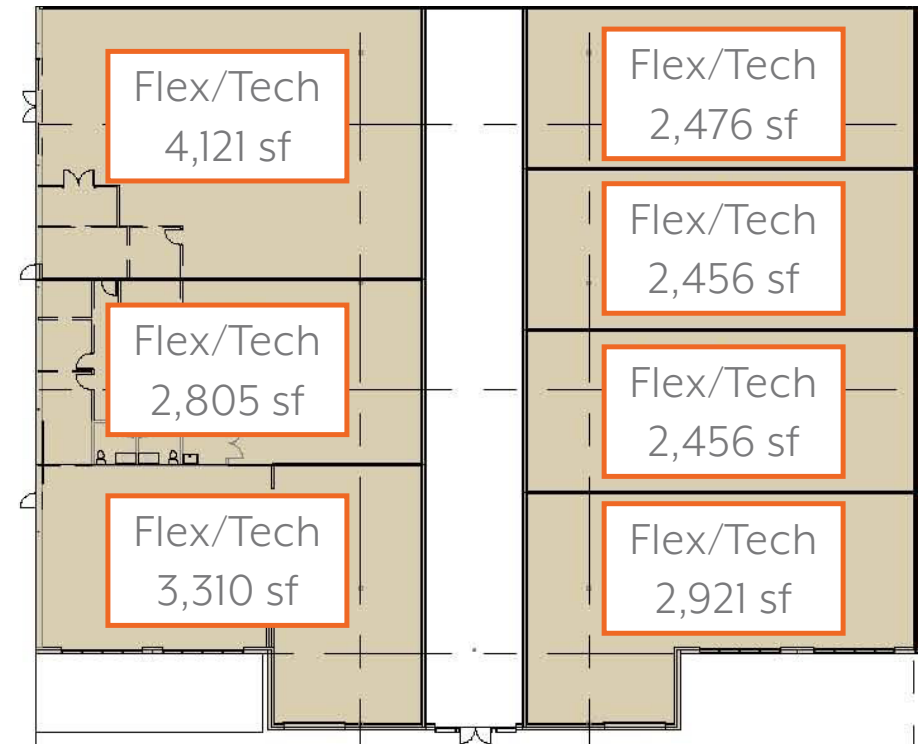 Flex/Tech
4,121 sf
Flex/Tech
2,805 sf
Flex/Tech
3,310 sf
Flex/Tech
2,476 sf
Flex/Tech
2,456 sf
Flex/Tech
2,456 sf
Flex/Tech
2,921 sf